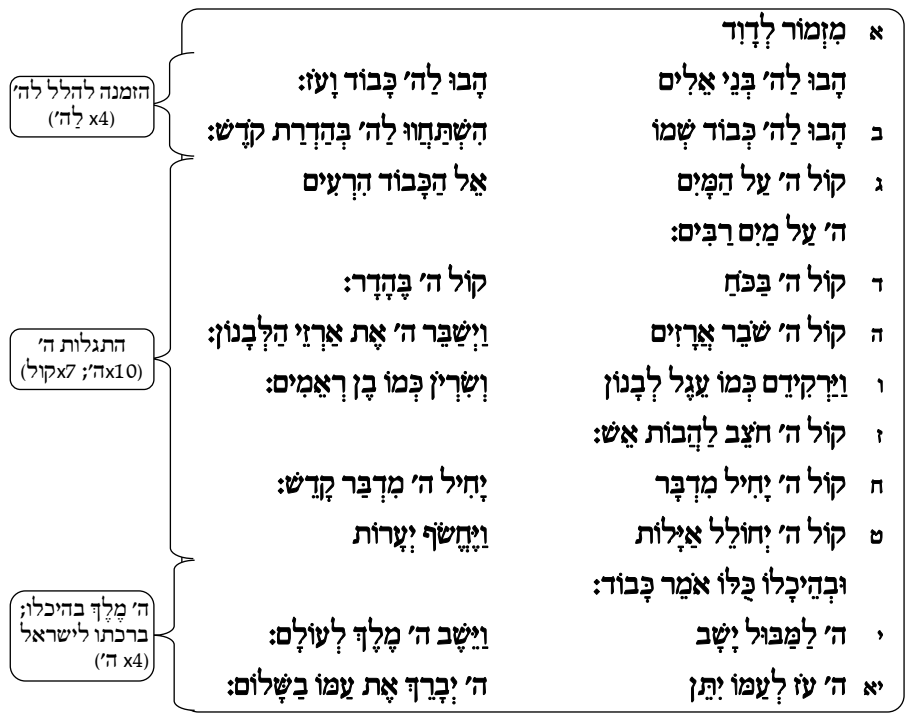 א מִזְמוֹר לְדָוִד
הָבוּ לַה' בְּנֵי אֵלִים הָבוּ לַה' כָּבוֹד וָעֹז:
ב הָבוּ לַה' כְּבוֹד שְׁמוֹ הִשְׁתַּחֲווּ לַה' בְּהַדְרַת קֹדֶשׁ:
ג קוֹל ה' עַל הַמָּיִם אֵל הַכָּבוֹד הִרְעִים
ה' עַל מַיִם רַבִּים:
ד קוֹל ה' בַּכֹּחַ קוֹל ה' בֶּהָדָר:
ה קוֹל ה' שֹׁבֵר אֲרָזִים וַיְשַׁבֵּר ה' אֶת אַרְזֵי הַלְּבָנוֹן:
ו וַיַּרְקִידֵם כְּמוֹ עֵגֶל לְבָנוֹן וְשִׂרְיֹן כְּמוֹ בֶן רְאֵמִים:
ז קוֹל ה' חֹצֵב לַהֲבוֹת אֵשׁ:
ח קוֹל ה' יָחִיל מִדְבָּר יָחִיל ה' מִדְבַּר קָדֵשׁ:
ט קוֹל ה' יְחוֹלֵל אַיָּלוֹת וַיֶּחֱשֹׂף יְעָרוֹת
וּבְהֵיכָלוֹ כֻּלּוֹ אֹמֵר כָּבוֹד:
י ה' לַמַּבּוּל יָשָׁב וַיֵּשֶׁב ה' מֶלֶךְ לְעוֹלָם:
יא ה' עֹז לְעַמּוֹ יִתֵּן ה' יְבָרֵךְ אֶת עַמּוֹ בַשָּׁלוֹם:
הזמנה להלל לה'
(x4 לַה')
התגלות ה'
(x10ה'; x7קול)
ה' מֶלֶךְ בהיכלו;
ברכתו לישראל
(x4 ה')